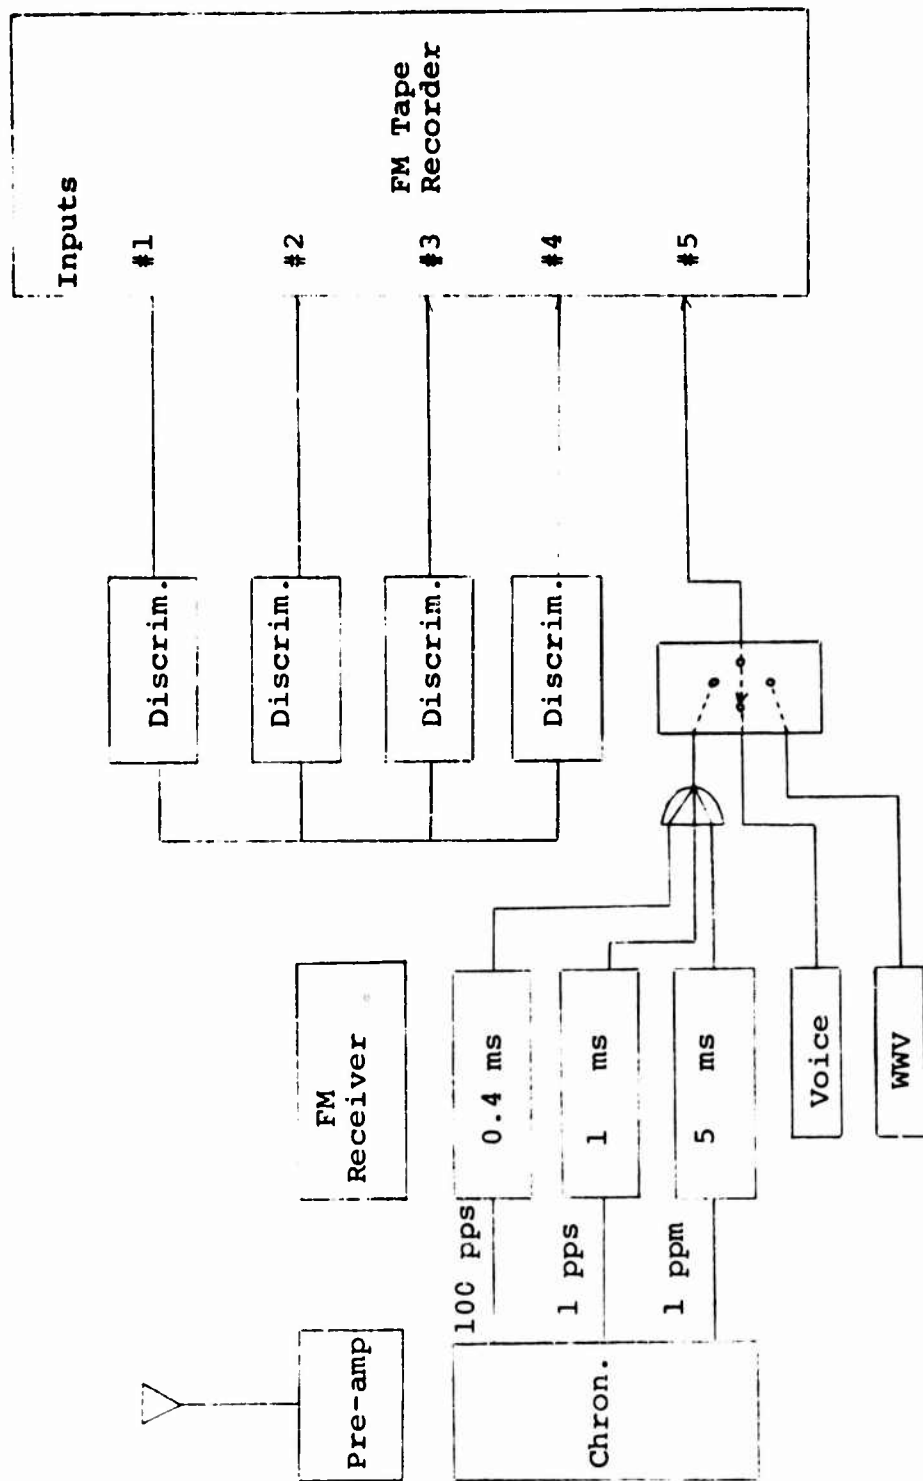 Inputs
#1
#2
#3
#4
#5
FM Tape
Recorder
Discrim.
Discrim.
Discrim.
Discrim.
FM
Receiver
Pre-amp
Chron.
100 pps
1 pps
1 ppm
0.4 ms
1 ms
5 ms
Voice
WWV